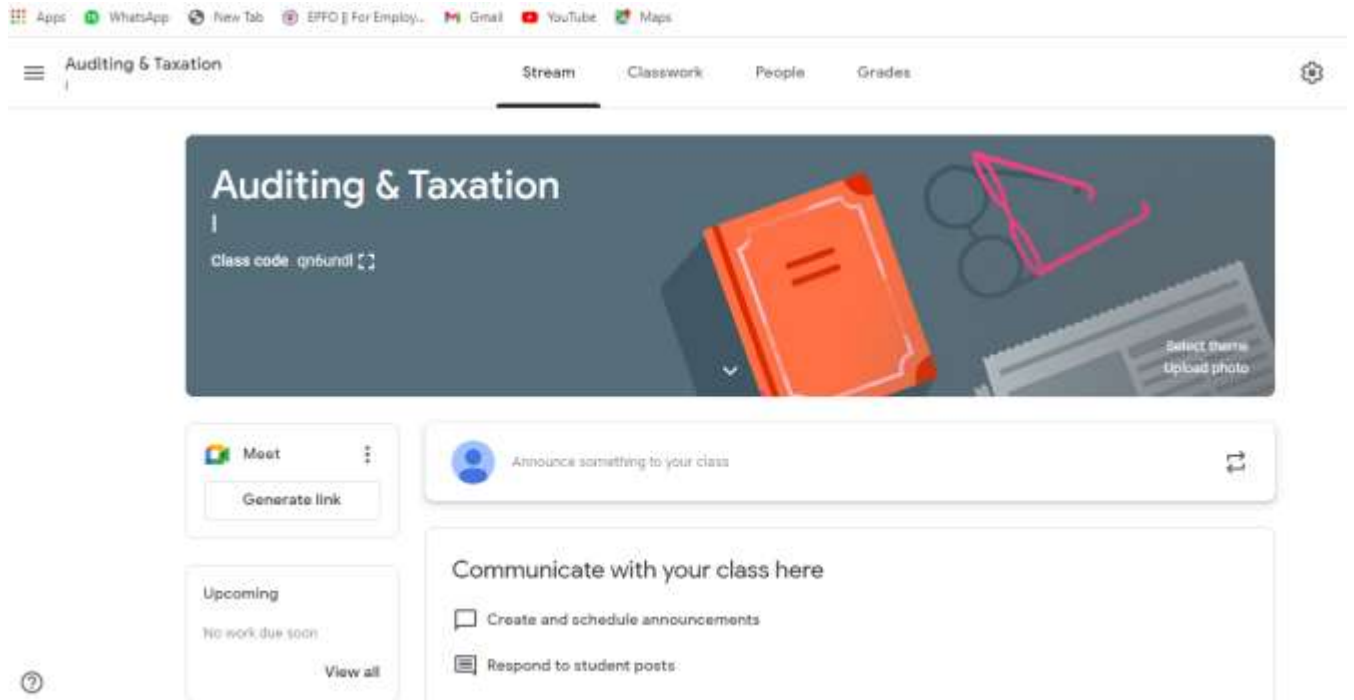 Apps WhatsApp New Tab EPFO || For Employ... Gmail YouTube Maps
Auditing & Taxation
I
Stream Classwork People Grades
Auditing & Taxation
I
Class code qn6undl
Select theme
Upload photo
Meet
Generate link
Announce something to your class
Communicate with your class here
Upcoming
Create and schedule announcements
No work due soon
Respond to student posts
View all